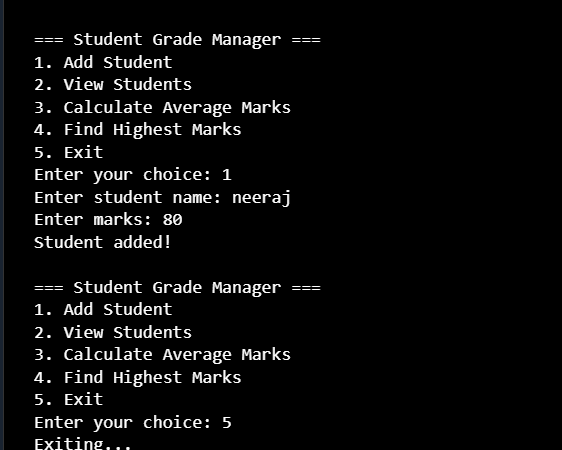 === Student Grade Manager ===
1. Add Student
2. View Students
3. Calculate Average Marks
4. Find Highest Marks
5. Exit
Enter your choice: 1
Enter student name: neeraj
Enter marks: 80
Student added!
=== Student Grade Manager ===
1. Add Student
2. View Students
3. Calculate Average Marks
4. Find Highest Marks
5. Exit
Enter your choice: 5
Exiting...